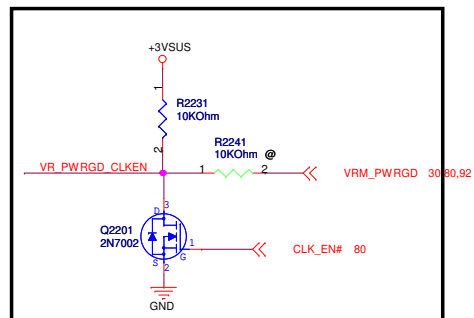 +3VSUS
1
R2231
10KOhm
2
R2241
10KOhm @
VR_PWRGD_CLKEN
1
2
VRM_PWRGD 30,80,92
3
D
Q2201
2N7002
1
G
CLK_EN# 80
S
2
GND